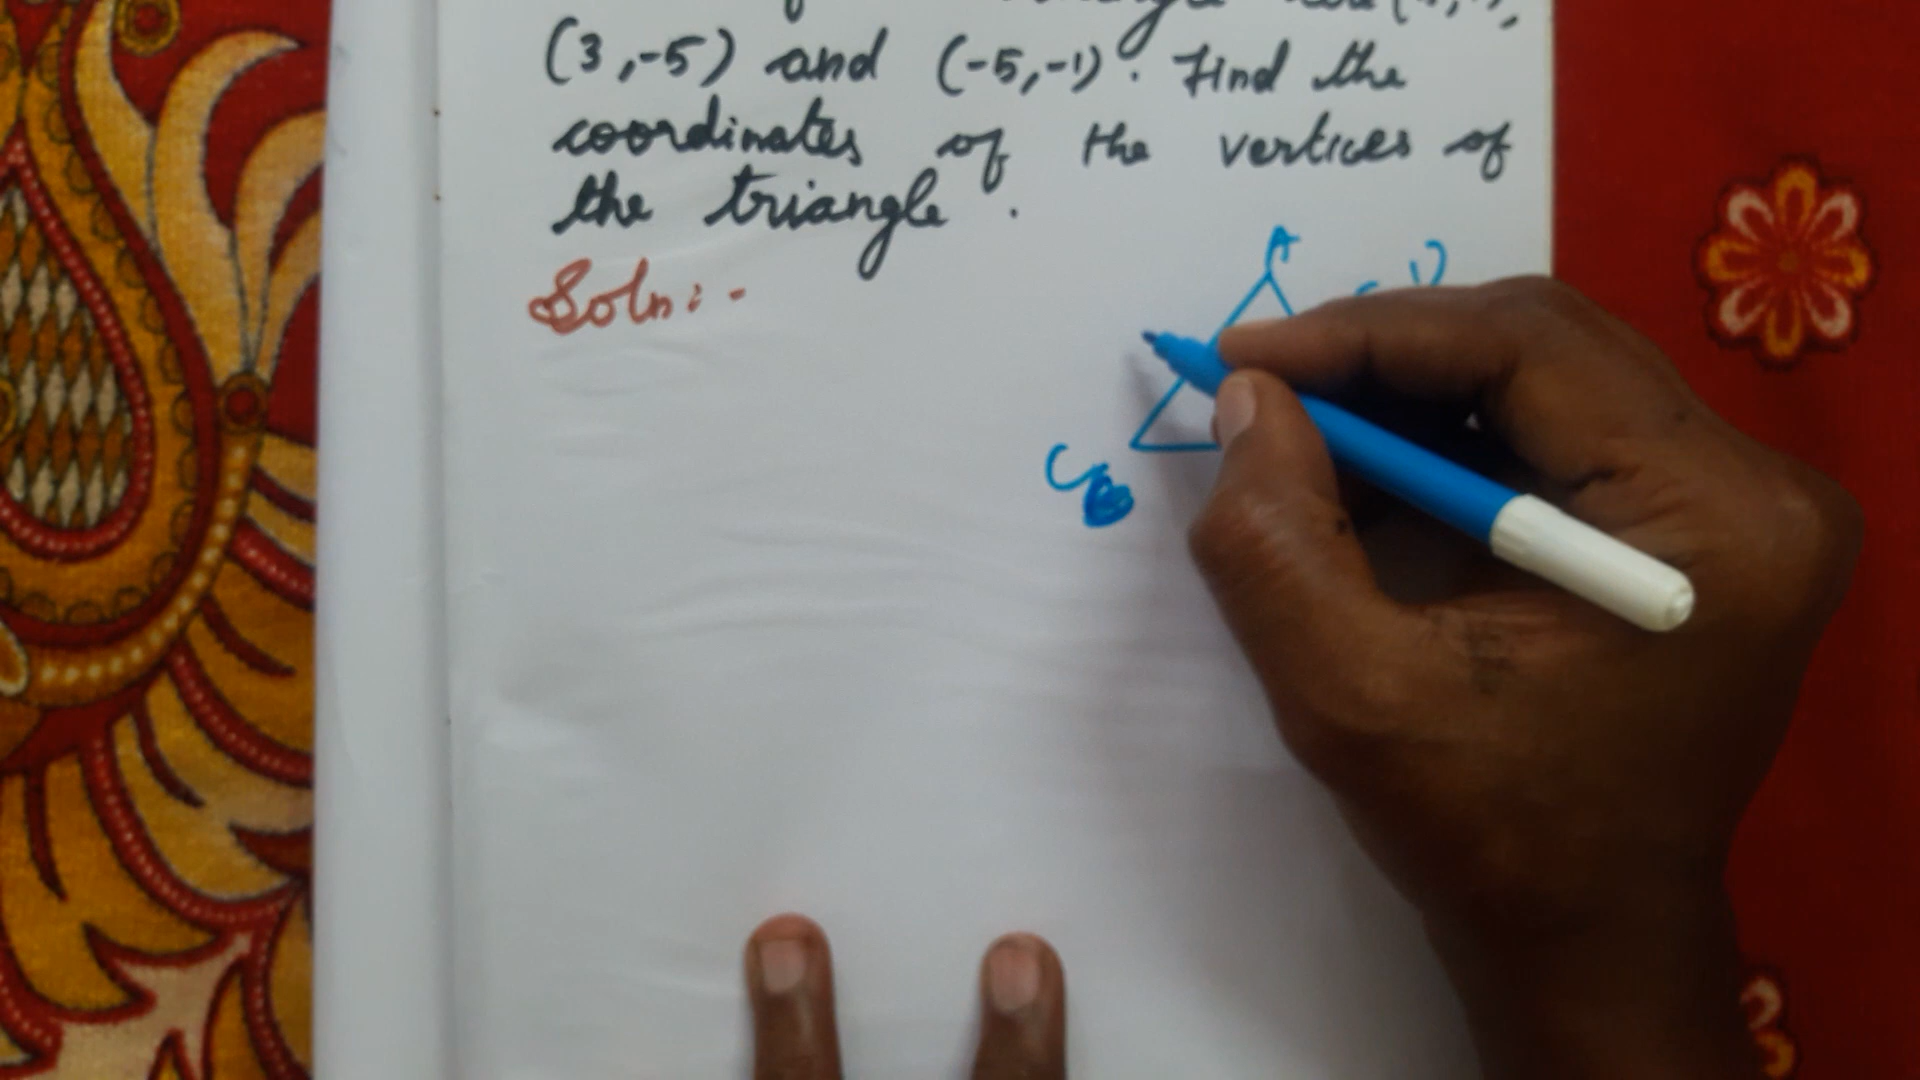 (3,-5) and (-5,-1). Find the
coordinates of the vertices of
the triangle.
Soln:-
A
C